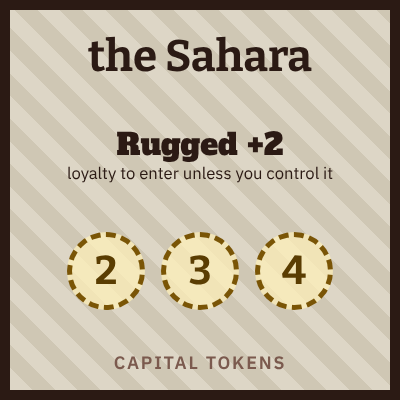 the Sahara
Rugged +2
loyalty to enter unless you control it
2 3 4
CAPITAL TOKENS